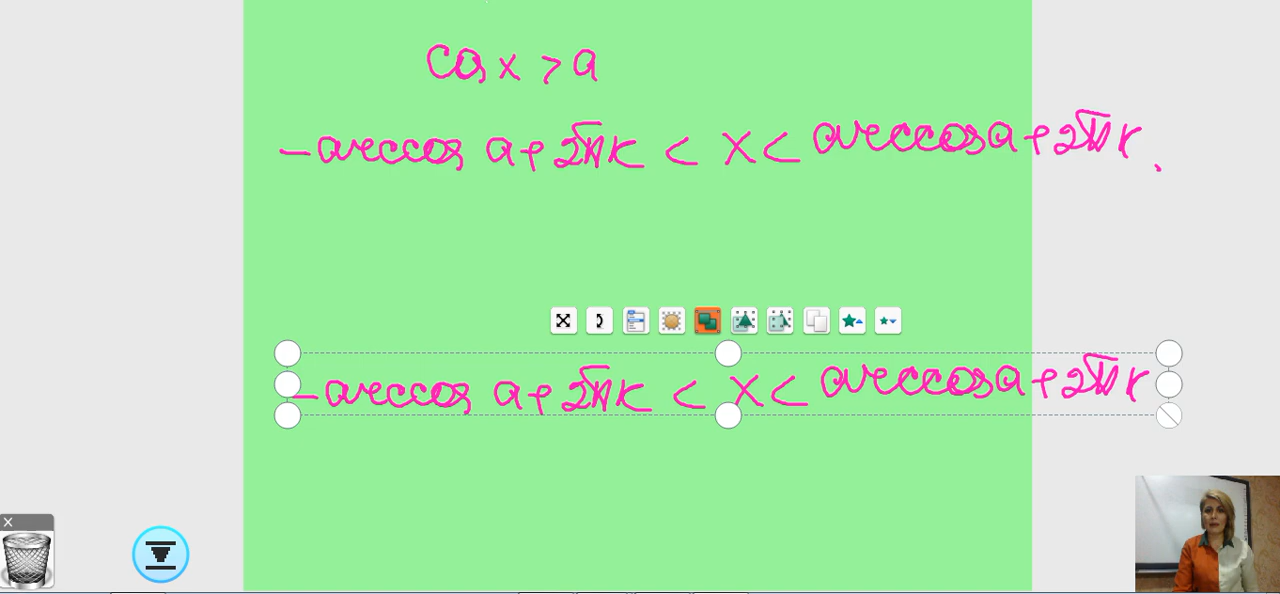 cos x > a
- arccos a + 2πk < x < arccos a + 2πk.
- arccos a + 2πk < x < arccos a + 2πk